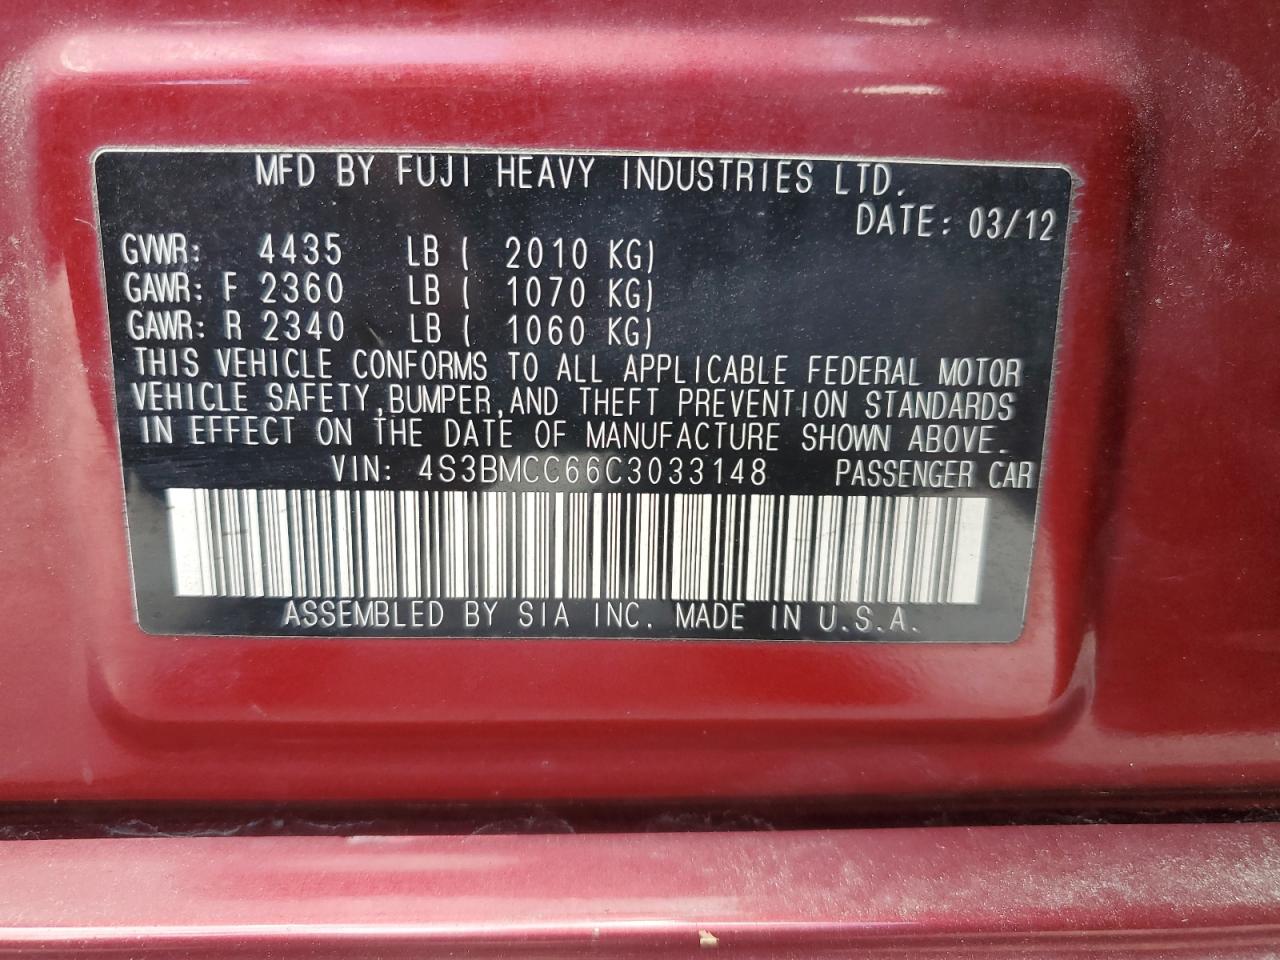 MFD BY FUJI HEAVY INDUSTRIES LTD.
DATE: 03/12
GVWR: 4435 LB ( 2010 KG)
GAWR: F 2360 LB ( 1070 KG)
GAWR: R 2340 LB ( 1060 KG)
THIS VEHICLE CONFORMS TO ALL APPLICABLE FEDERAL MOTOR
VEHICLE SAFETY,BUMPER,AND THEFT PREVENTION STANDARDS
IN EFFECT ON THE DATE OF MANUFACTURE SHOWN ABOVE.
VIN: 4S3BMCC66C3033148 PASSENGER CAR
ASSEMBLED BY SIA INC. MADE IN U.S.A.